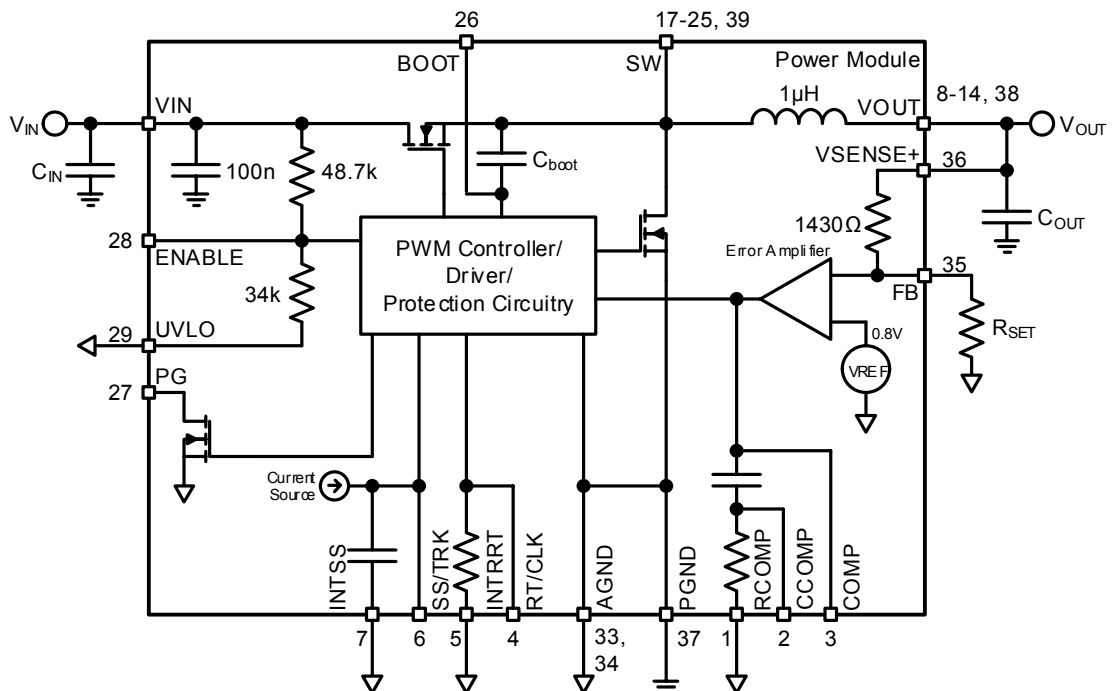 26
17-25, 39
BOOT
SW
Power Module
VIN
1µH
VOUT
8-14, 38
VIN
VOUT
CIN
100n
48.7k
Cboot
VSENSE+
36
1430Ω
COUT
28
ENABLE
PWM Controller/
Driver/
Protection Circuitry
Error Amplifier
35
FB
34k
RSET
29
UVLO
0.8V
VREF
PG
27
Current
Source
INTSS
SS/TRK
INTRRT
RT/CLK
AGND
PGND
RCOMP
CCOMP
COMP
7
6
5
4
33,
34
37
1
2
3